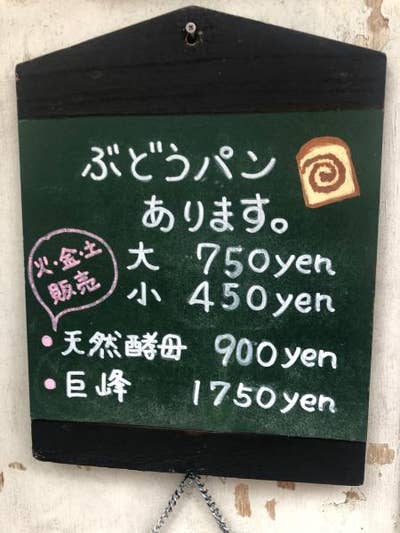 ぶどうパン
あります。
大 750yen
小 450yen
火・金・土
販売
・天然酵母 900yen
・巨峰 1750yen